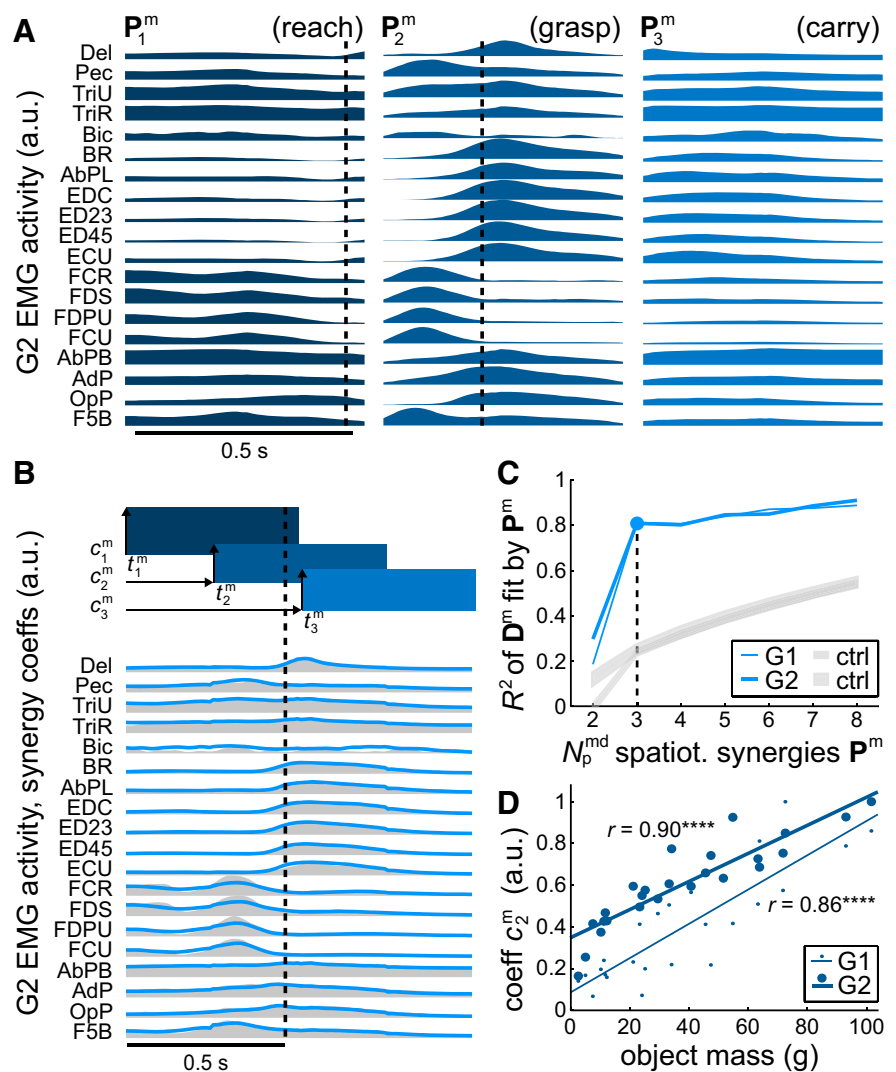 A
P₁ᵐ (reach)
P₂ᵐ (grasp)
P₃ᵐ (carry)
G2 EMG activity (a.u.)
Del
Pec
TriU
TriR
Bic
BR
AbPL
EDC
ED23
ED45
ECU
FCR
FDS
FDPU
FCU
AbPB
AdP
OpP
F5B
0.5 s
B
G2 EMG activity, synergy coeffs (a.u.)
c₁ᵐ
t₁ᵐ
c₂ᵐ
t₂ᵐ
c₃ᵐ
t₃ᵐ
Del
Pec
TriU
TriR
Bic
BR
AbPL
EDC
ED23
ED45
ECU
FCR
FDS
FDPU
FCU
AbPB
AdP
OpP
F5B
0.5 s
C
R² of Dᵐ fit by Pᵐ
1
0.8
0.6
0.4
0.2
0
G1 ctrl
G2 ctrl
2 3 4 5 6 7 8
Nₚᵐᵈ spatiot. synergies Pᵐ
D
coeff c₂ᵐ (a.u.)
1
0.8
0.6
0.4
0.2
0
r = 0.90****
r = 0.86****
G1
G2
0 20 40 60 80 100
object mass (g)